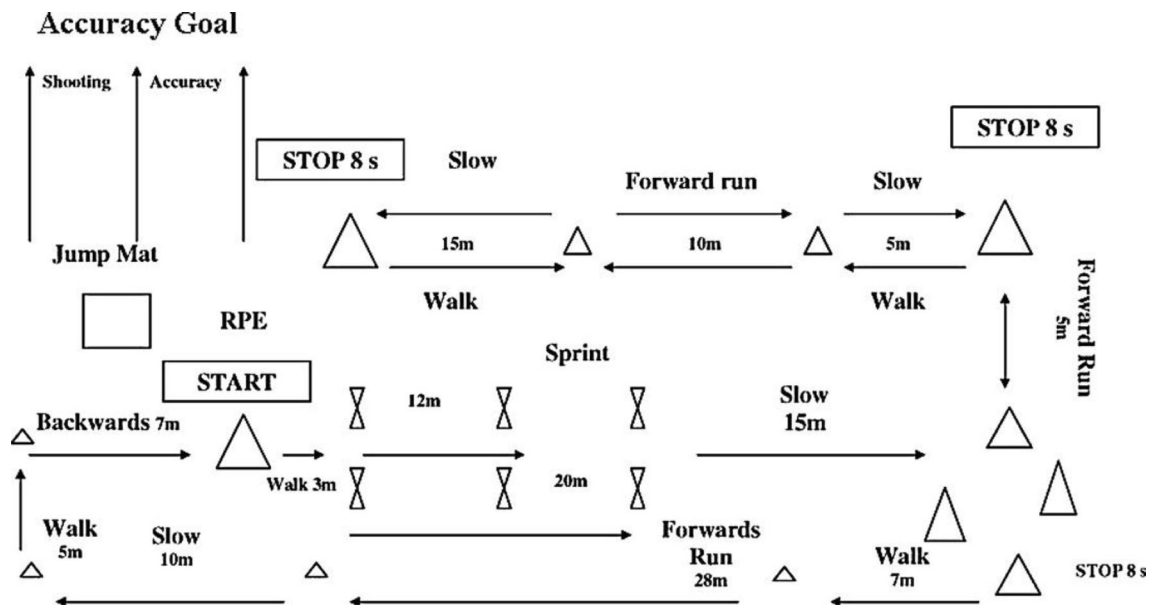 Accuracy Goal
Shooting
Accuracy
STOP 8 s
STOP 8 s
Slow
Forward run
Slow
15m
10m
5m
Jump Mat
Walk
Walk
Forward Run
5m
RPE
Sprint
START
12m
Slow
15m
Backwards 7m
Walk 3m
20m
Walk
5m
Slow
10m
Forwards
Run
28m
Walk
7m
STOP 8 s